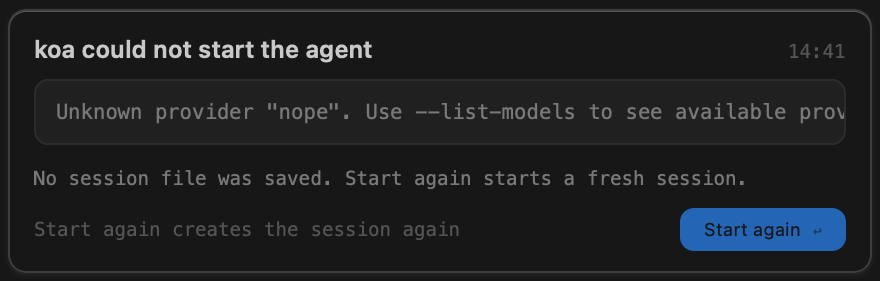 koa could not start the agent
14:41
Unknown provider "nope". Use --list-models to see available prov
No session file was saved. Start again starts a fresh session.
Start again creates the session again
Start again ↵